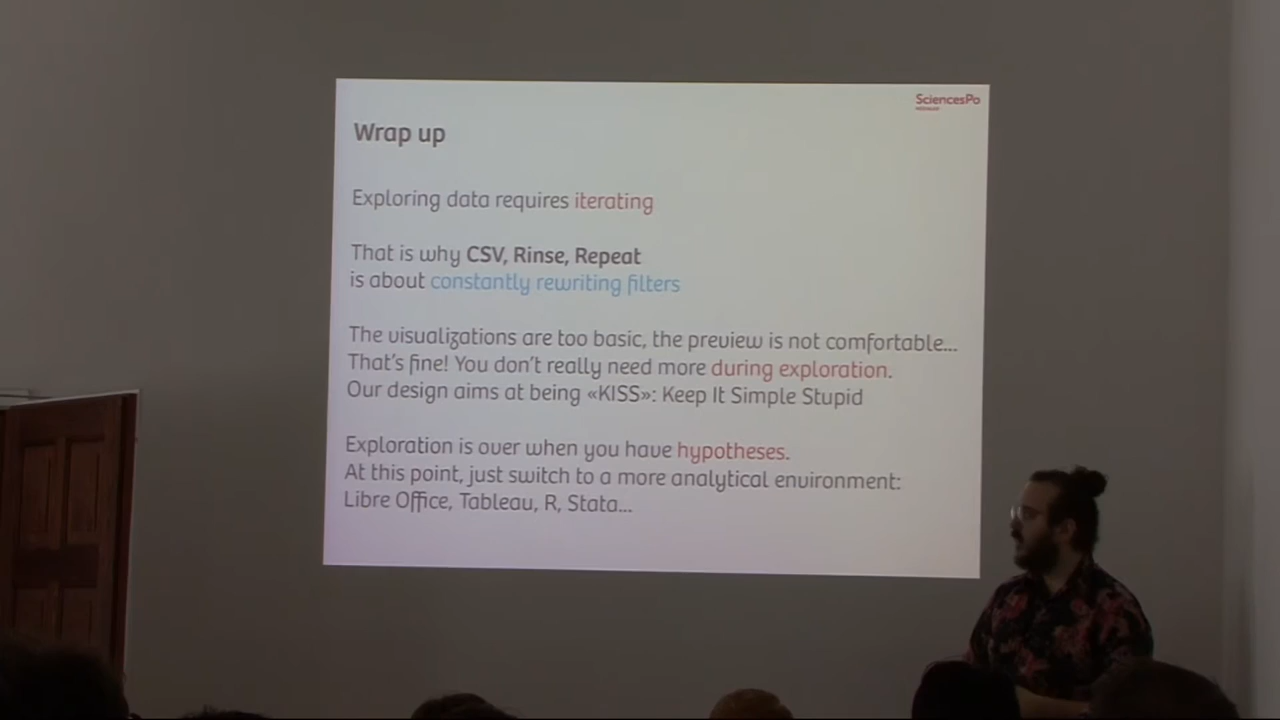 SciencesPo
Wrap up
Exploring data requires iterating
That is why CSV, Rinse, Repeat
is about constantly rewriting filters
The visualizations are too basic, the preview is not comfortable...
That's fine! You don't really need more during exploration.
Our design aims at being «KISS»: Keep It Simple Stupid
Exploration is over when you have hypotheses.
At this point, just switch to a more analytical environment:
Libre Office, Tableau, R, Stata...